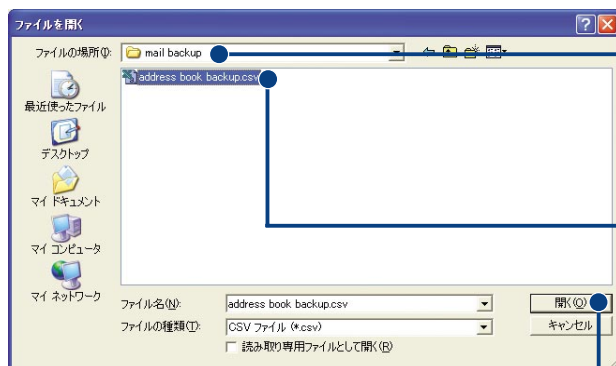 ファイルを開く
ファイルの場所(I):
mail backup
address book backup.csv
最近使ったファイル
デスクトップ
マイ ドキュメント
マイ コンピュータ
マイ ネットワーク
ファイル名(N):
address book backup.csv
開く(O)
ファイルの種類(T):
CSV ファイル (*.csv)
キャンセル
読み取り専用ファイルとして開く(R)